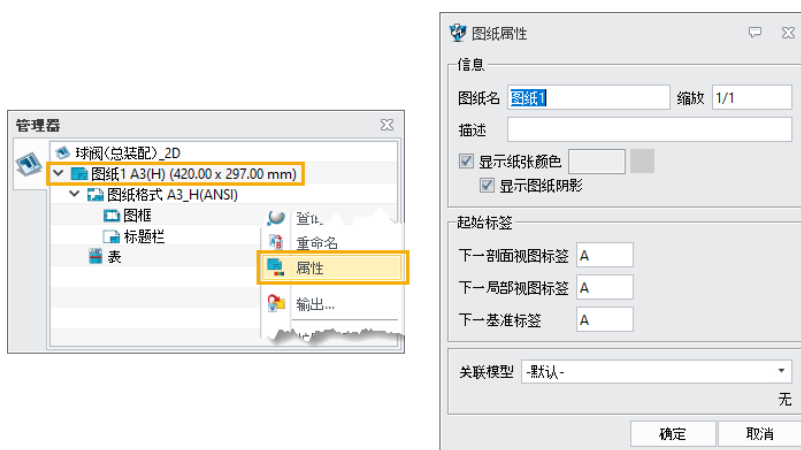 管理器
球阀(总装配)_2D
图纸1 A3(H) (420.00 x 297.00 mm)
图纸格式 A3_H(ANSI)
图框
标题栏
表
重命名
属性
输出...
图纸属性
信息
图纸名 图纸1 缩放 1/1
描述
显示纸张颜色
显示图纸阴影
起始标签
下一剖面视图标签 A
下一局部视图标签 A
下一基准标签 A
关联模型 -默认-
无
确定 取消